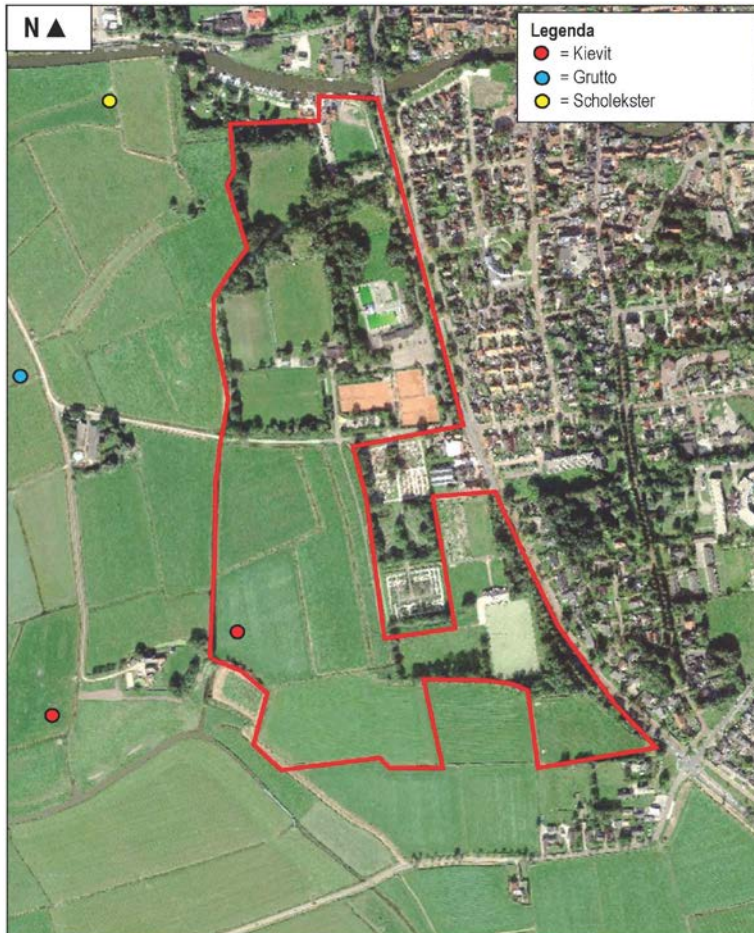 N ▲
Legenda
= Kievit
= Grutto
= Scholekster